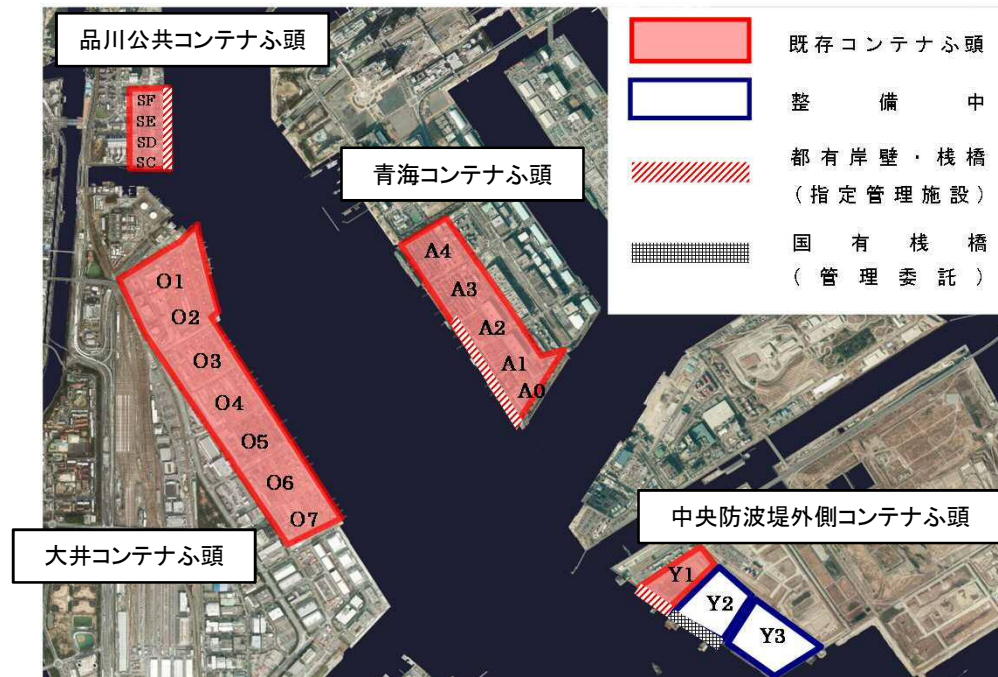 品川公共コンテナふ頭
SF
SE
SD
SC
青海コンテナふ頭
A4
A3
A2
A1
A0
O1
O2
O3
O4
O5
O6
O7
大井コンテナふ頭
中央防波堤外側コンテナふ頭
Y1
Y2
Y3
既存コンテナふ頭
整備中
都有岸壁・桟橋
(指定管理施設)
国有桟橋
(管理委託)